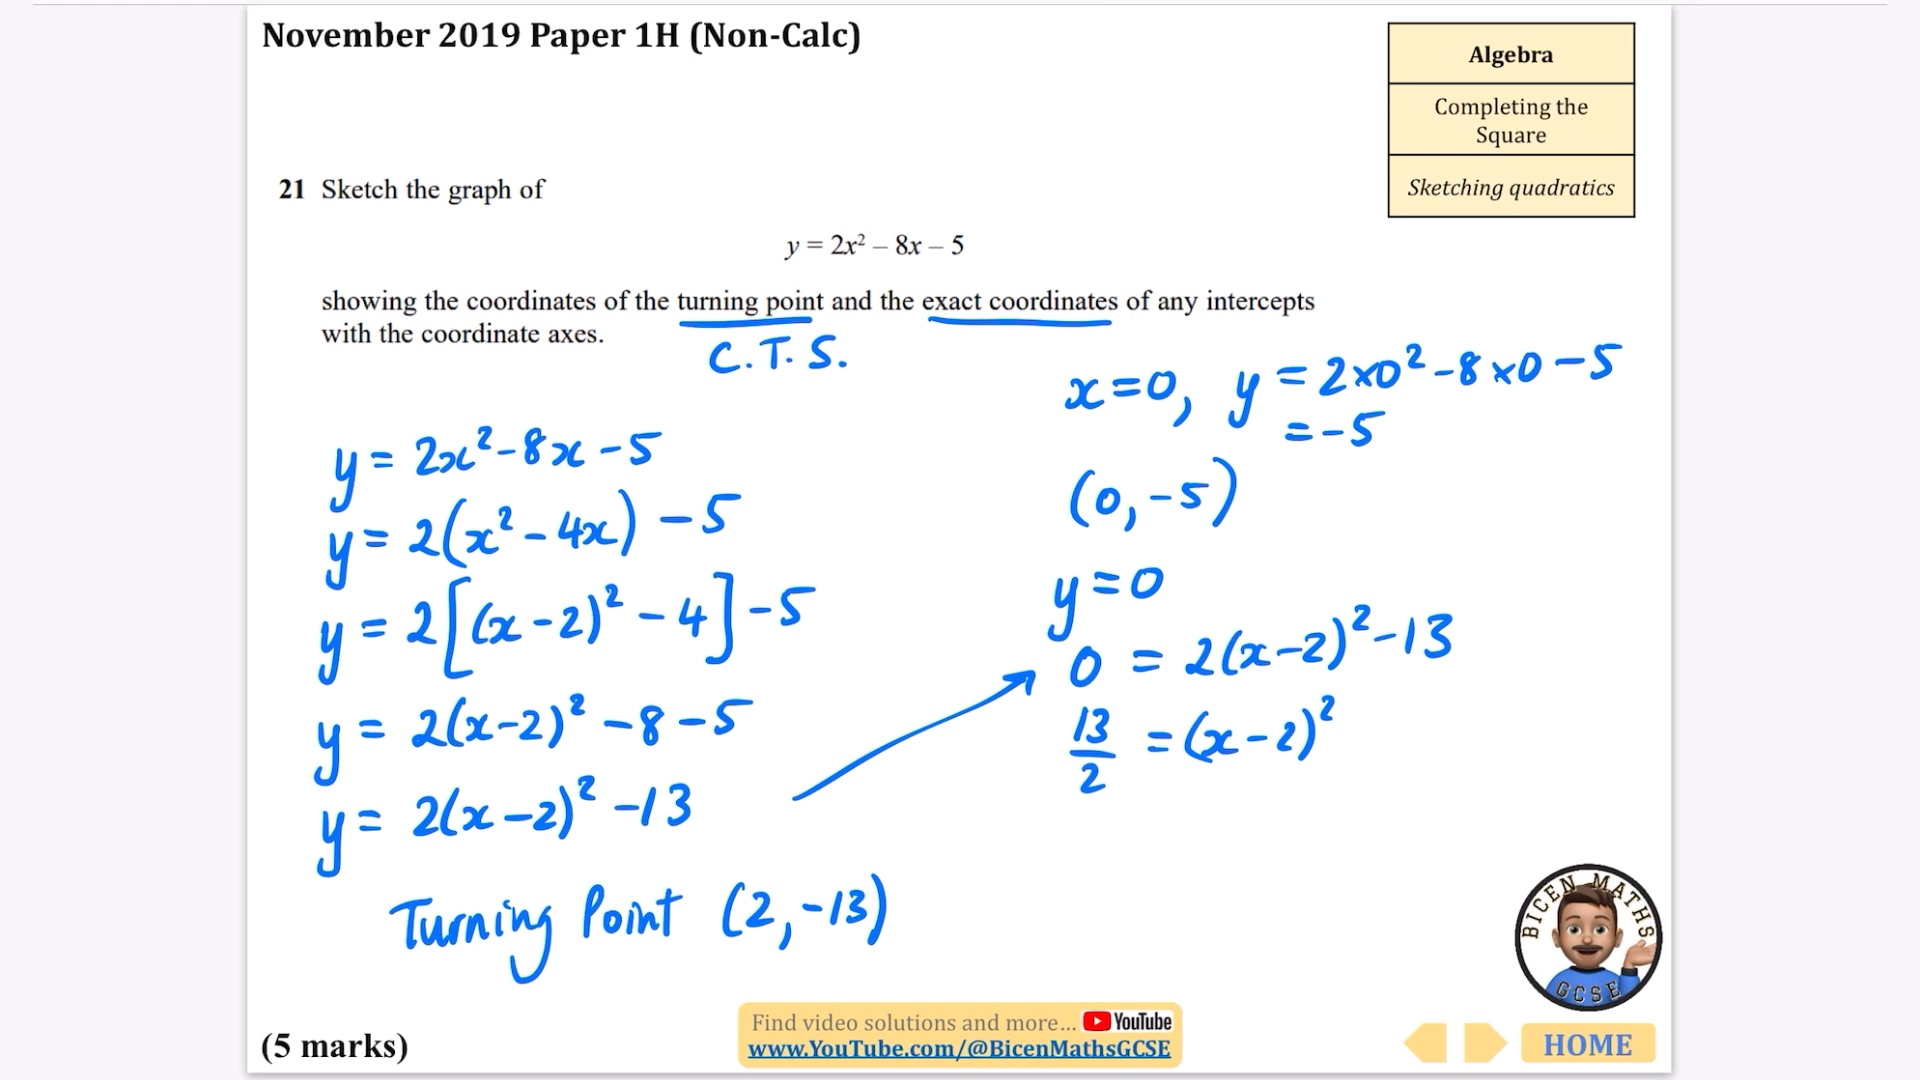 November 2019 Paper 1H (Non-Calc)
Algebra
Completing the
Square
Sketching quadratics
21 Sketch the graph of
y = 2x² – 8x – 5
showing the coordinates of the turning point and the exact coordinates of any intercepts
with the coordinate axes.
C.T.S.
y = 2x² - 8x - 5
y = 2(x² - 4x) - 5
y = 2[(x-2)² - 4] - 5
y = 2(x-2)² - 8 - 5
y = 2(x-2)² - 13
Turning Point (2, -13)
x=0, y = 2×0² - 8×0 - 5
= -5
(0, -5)
y=0
0 = 2(x-2)² - 13
13/2 = (x-2)²
BICEN MATHS
GCSE
(5 marks)
Find video solutions and more... YouTube
www.YouTube.com/@BicenMathsGCSE
HOME